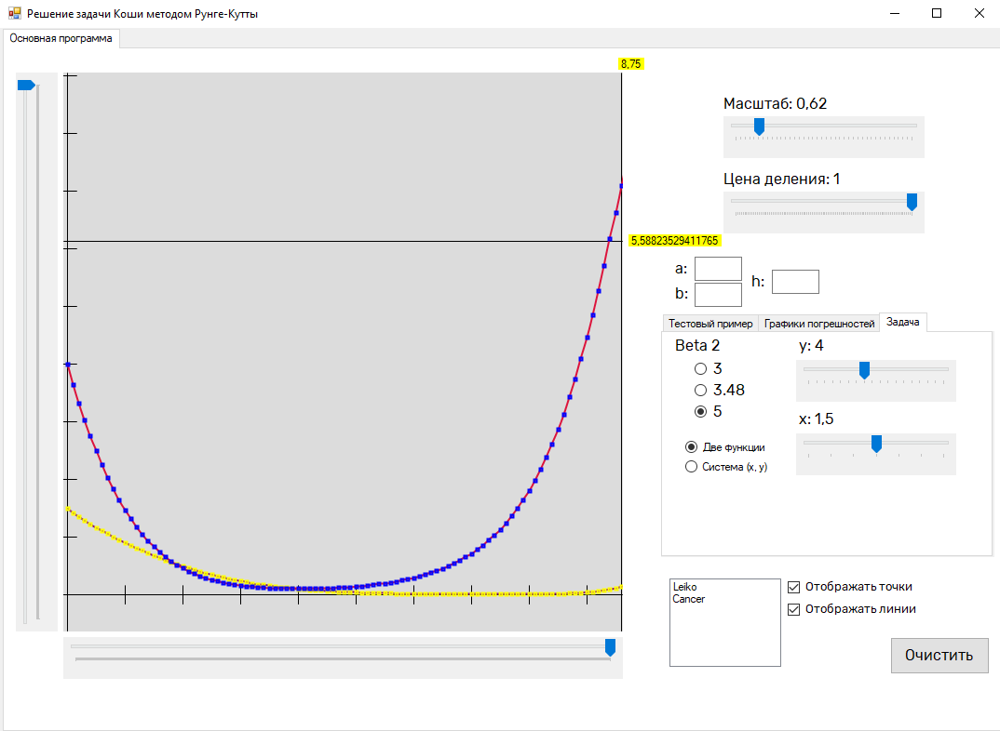 Решение задачи Коши методом Рунге-Кутты
Основная программа
8,75
Масштаб: 0,62
Цена деления: 1
5,58823529411765
a:
b:
h:
Тестовый пример
Графики погрешностей
Задача
Beta 2
3
3.48
5
Две функции
Система (x, y)
y: 4
x: 1,5
Leiko
Cancer
Отображать точки
Отображать линии
Очистить